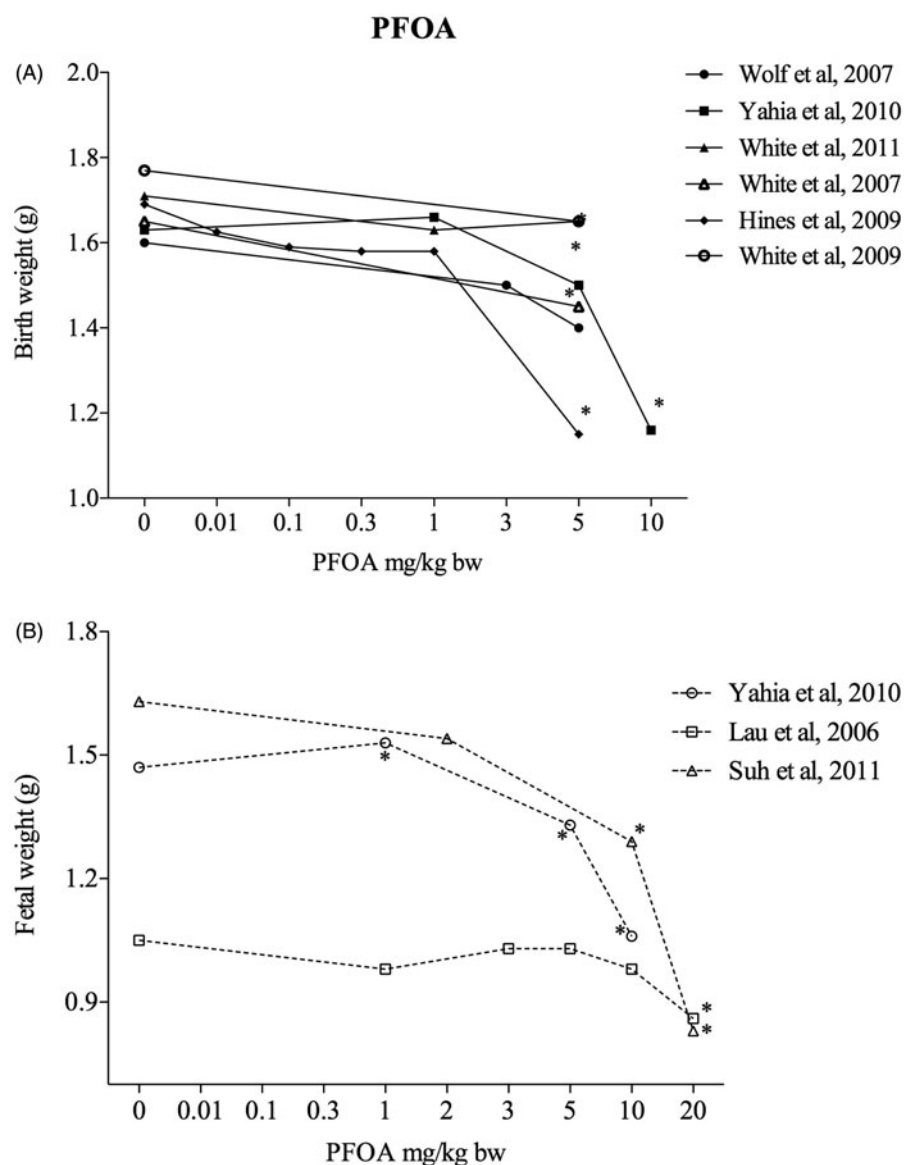 PFOA
(A)
2.0
1.8
1.6
1.4
1.2
1.0
Birth weight (g)
0 0.01 0.1 0.3 1 3 5 10
PFOA mg/kg bw
Wolf et al, 2007
Yahia et al, 2010
White et al, 2011
White et al, 2007
Hines et al, 2009
White et al, 2009
* * * * *
(B)
1.8
1.5
1.2
0.9
Fetal weight (g)
0 0.01 0.1 0.3 1 2 3 5 10 20
PFOA mg/kg bw
Yahia et al, 2010
Lau et al, 2006
Suh et al, 2011
* * * * * *